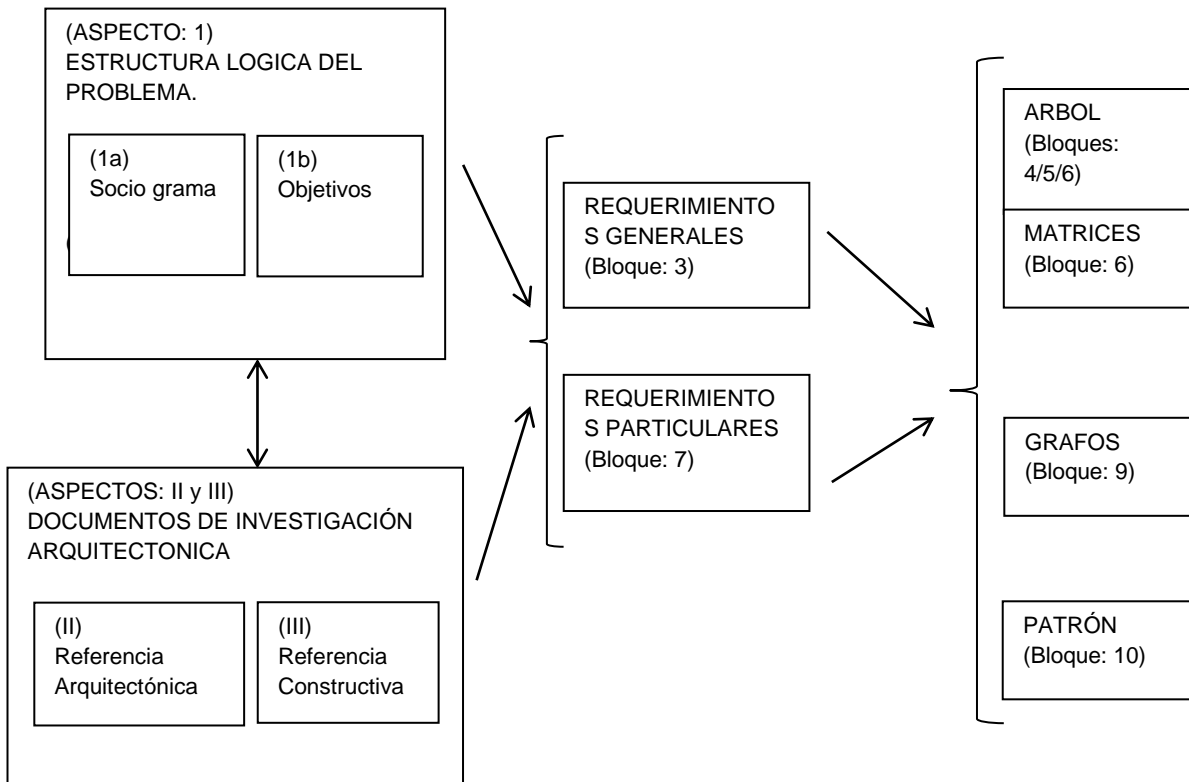 (ASPECTO: 1)
ESTRUCTURA LOGICA DEL
PROBLEMA.
(1a)
Socio grama
(1b)
Objetivos
(
(ASPECTOS: II y III)
DOCUMENTOS DE INVESTIGACIÓN
ARQUITECTONICA
(II)
Referencia
Arquitectónica
(III)
Referencia
Constructiva
REQUERIMIENTO
S GENERALES
(Bloque: 3)
REQUERIMIENTO
S PARTICULARES
(Bloque: 7)
ARBOL
(Bloques:
4/5/6)
MATRICES
(Bloque: 6)
GRAFOS
(Bloque: 9)
PATRÓN
(Bloque: 10)